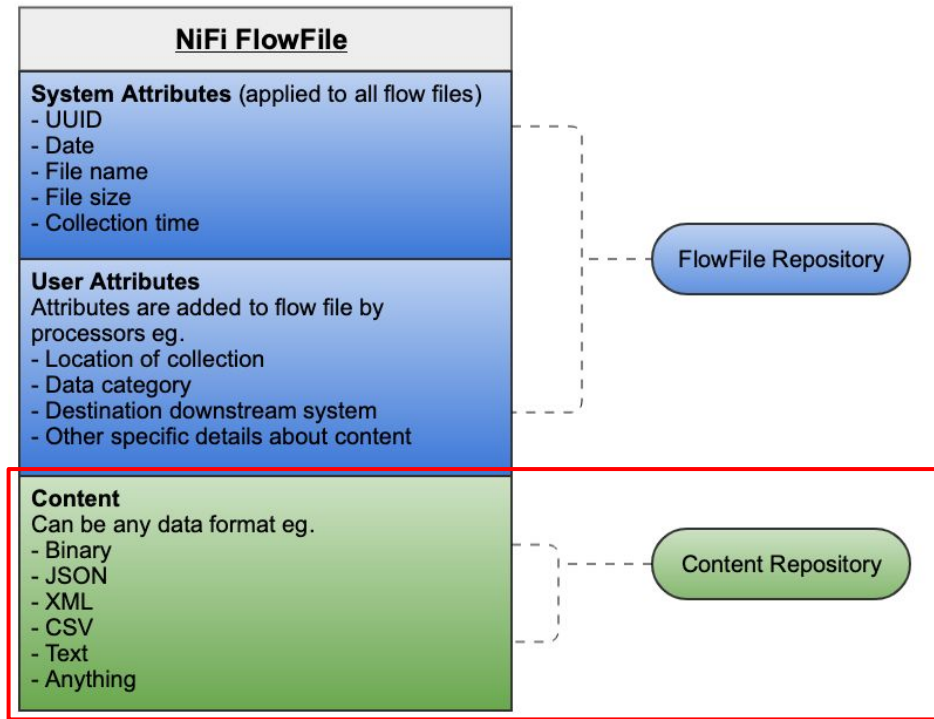 NiFi FlowFile
System Attributes (applied to all flow files)
- UUID
- Date
- File name
- File size
- Collection time
User Attributes
Attributes are added to flow file by
processors eg.
- Location of collection
- Data category
- Destination downstream system
- Other specific details about content
FlowFile Repository
Content
Can be any data format eg.
- Binary
- JSON
- XML
- CSV
- Text
- Anything
Content Repository